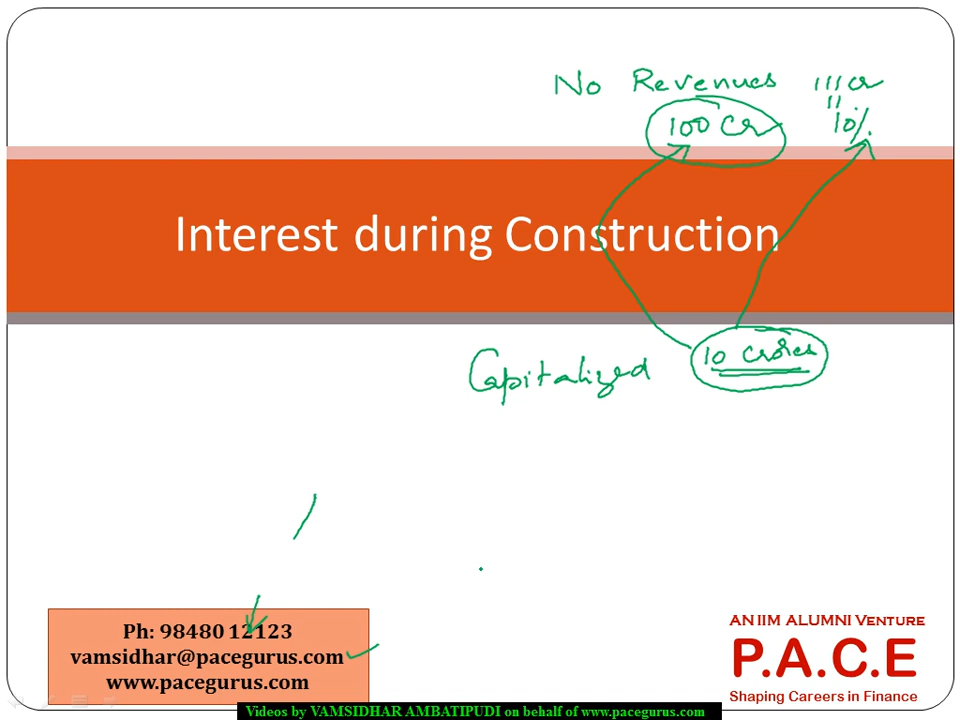 No Revenues 111 cr
100 Cr 10%
Interest during Construction
Capitalized 10 crores
Ph: 98480 12123
vamsidhar@pacegurus.com
www.pacegurus.com
AN IIM ALUMNI VENTURE
P.A.C.E
Shaping Careers in Finance
Videos by VAMSIDHAR AMBATIPUDI on behalf of www.pacegurus.com